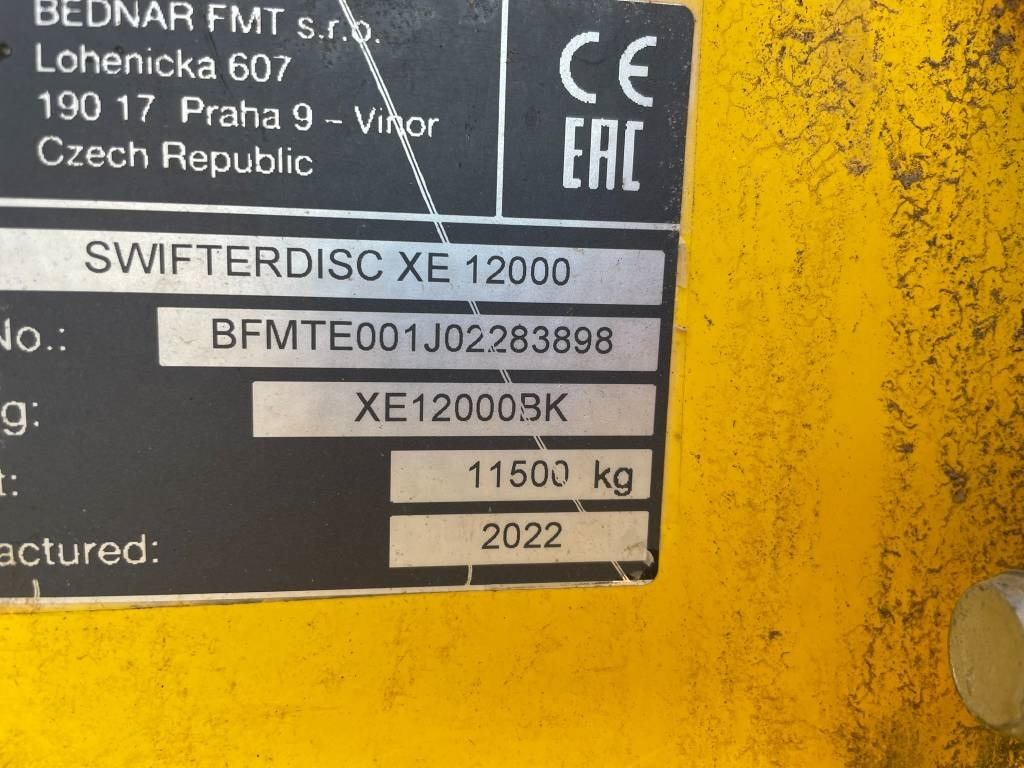 BEDNAR FMT s.r.o.
Lohenicka 607
190 17 Praha 9 – Vinor
Czech Republic
CE
EAC
SWIFTERDISC XE 12000
No.: BFMTE001J02283898
g: XE12000BK
t: 11500 kg
actured: 2022